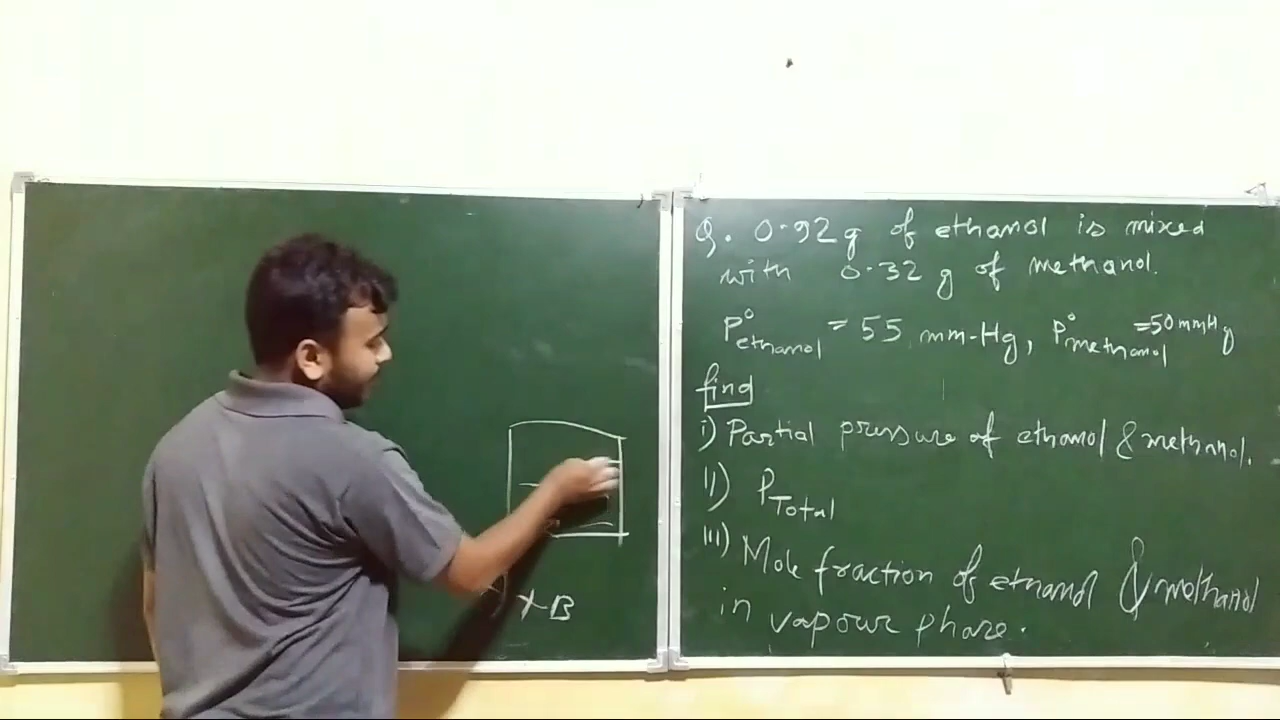 Q. 0.92g of ethanol is mixed
with 0.32 g of methanol.
P°ethanol = 55 mm-Hg, P°methanol = 50 mmHg
find
i) Partial pressure of ethanol & methanol.
ii) PTotal
iii) Mole fraction of ethanol & methanol
in vapour phase.
B